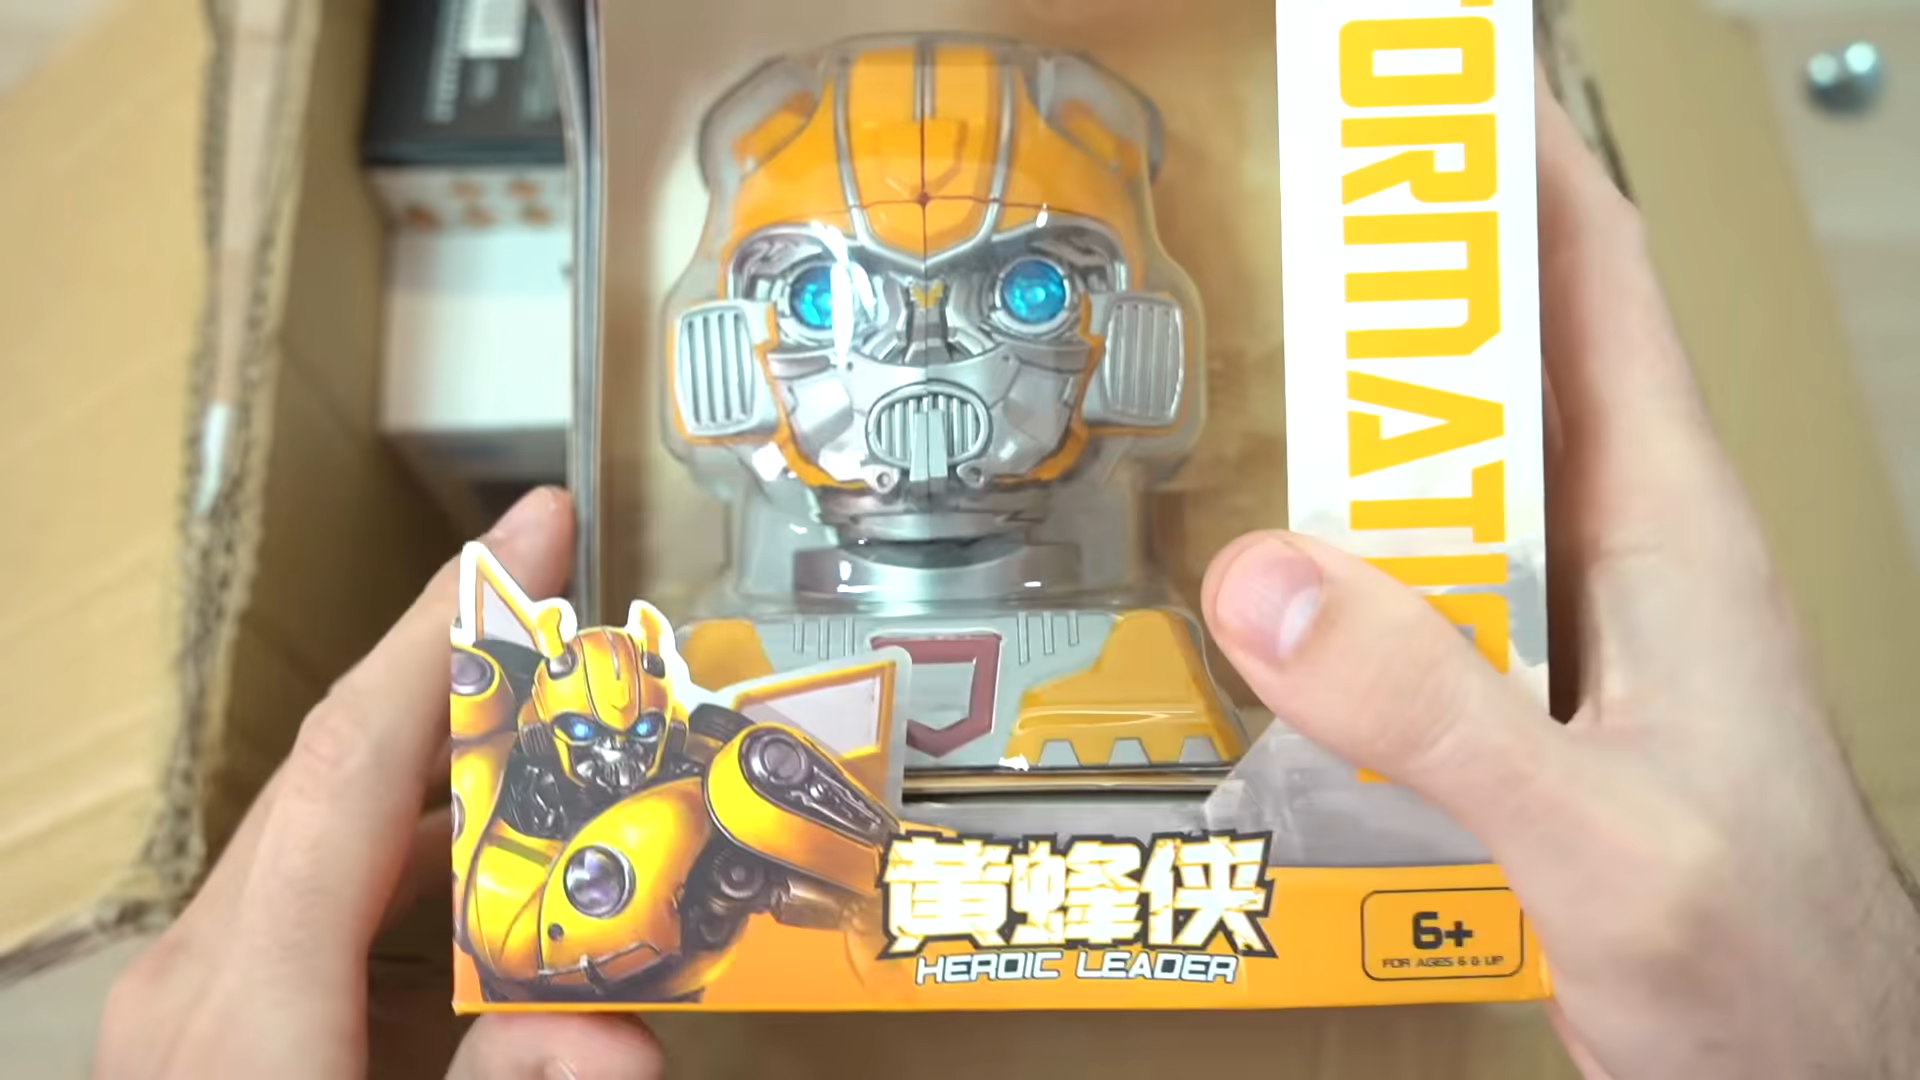 ORMATI
黄蜂侠
HEROIC LEADER
6+
FOR AGES 6 & UP